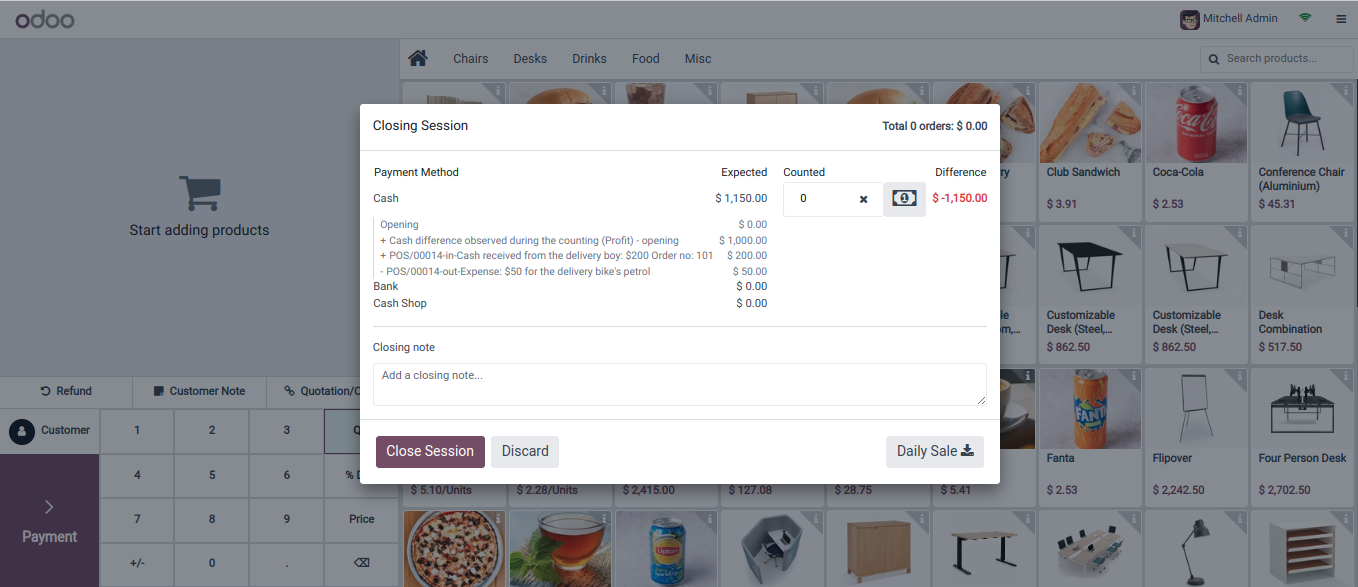 odoo
Mitchell Admin
Chairs Desks Drinks Food Misc
Search products...
Start adding products
Closing Session
Total 0 orders: $ 0.00
Payment Method Expected Counted Difference
Cash $ 1,150.00 0 $ -1,150.00
Opening $ 0.00
+ Cash difference observed during the counting (Profit) - opening $ 1,000.00
+ POS/00014-in-Cash received from the delivery boy: $200 Order no: 101 $ 200.00
- POS/00014-out-Expense: $50 for the delivery bike's petrol $ 50.00
Bank $ 0.00
Cash Shop $ 0.00
Closing note
Add a closing note...
Close Session Discard Daily Sale
Club Sandwich
$ 3.91
Coca-Cola
$ 2.53
Conference Chair
(Aluminium)
$ 45.31
Customizable
Desk (Steel,...
$ 862.50
Customizable
Desk (Steel,...
$ 862.50
Desk
Combination
$ 517.50
Fanta
$ 2.53
Flipover
$ 2,242.50
Four Person Desk
$ 2,702.50
$ 5.10/Units $ 2.28/Units $ 2,415.00 $ 127.08 $ 28.75 $ 5.41
Refund Customer Note Quotation/O
Customer 1 2 3
4 5 6 %
7 8 9 Price
+/- 0 .
Payment
Coca-Cola
FANTA
Lipton